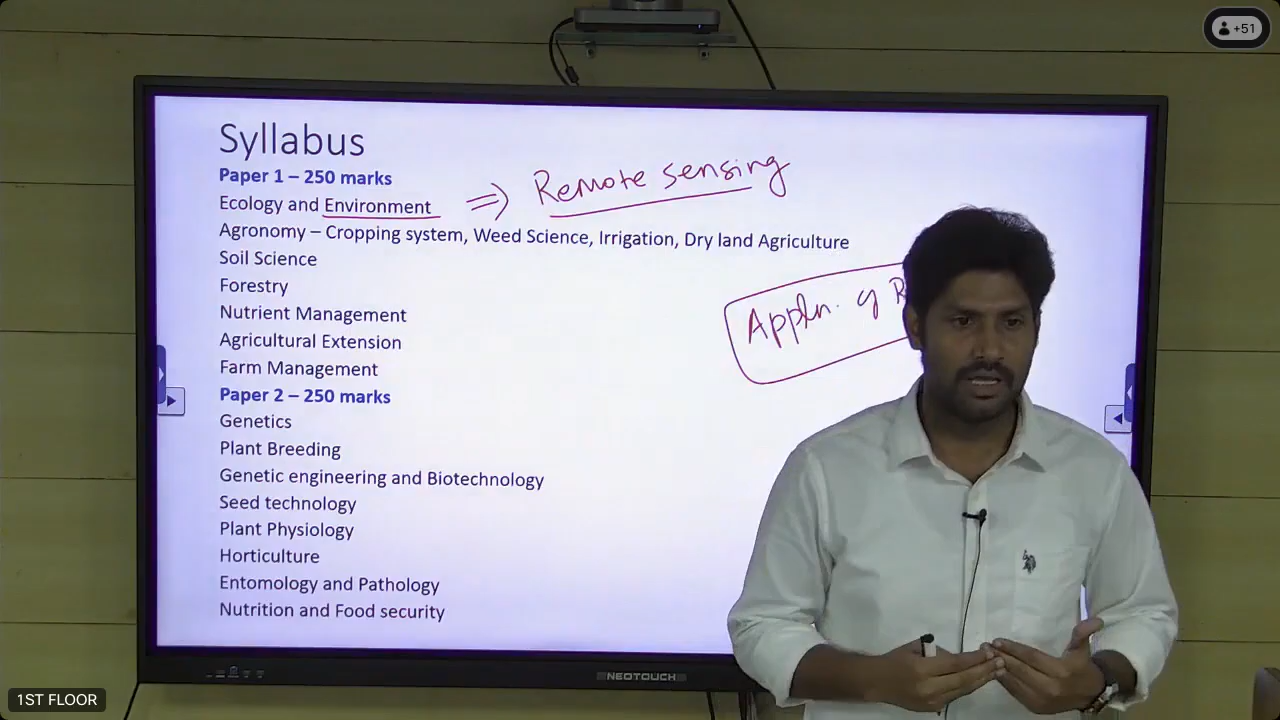 +51
Syllabus
Paper 1 – 250 marks
Ecology and Environment ⇒ Remote sensing
Agronomy – Cropping system, Weed Science, Irrigation, Dry land Agriculture
Soil Science
Forestry
Appln. of R
Nutrient Management
Agricultural Extension
Farm Management
Paper 2 – 250 marks
Genetics
Plant Breeding
Genetic engineering and Biotechnology
Seed technology
Plant Physiology
Horticulture
Entomology and Pathology
Nutrition and Food security
NEOTOUCH
1ST FLOOR